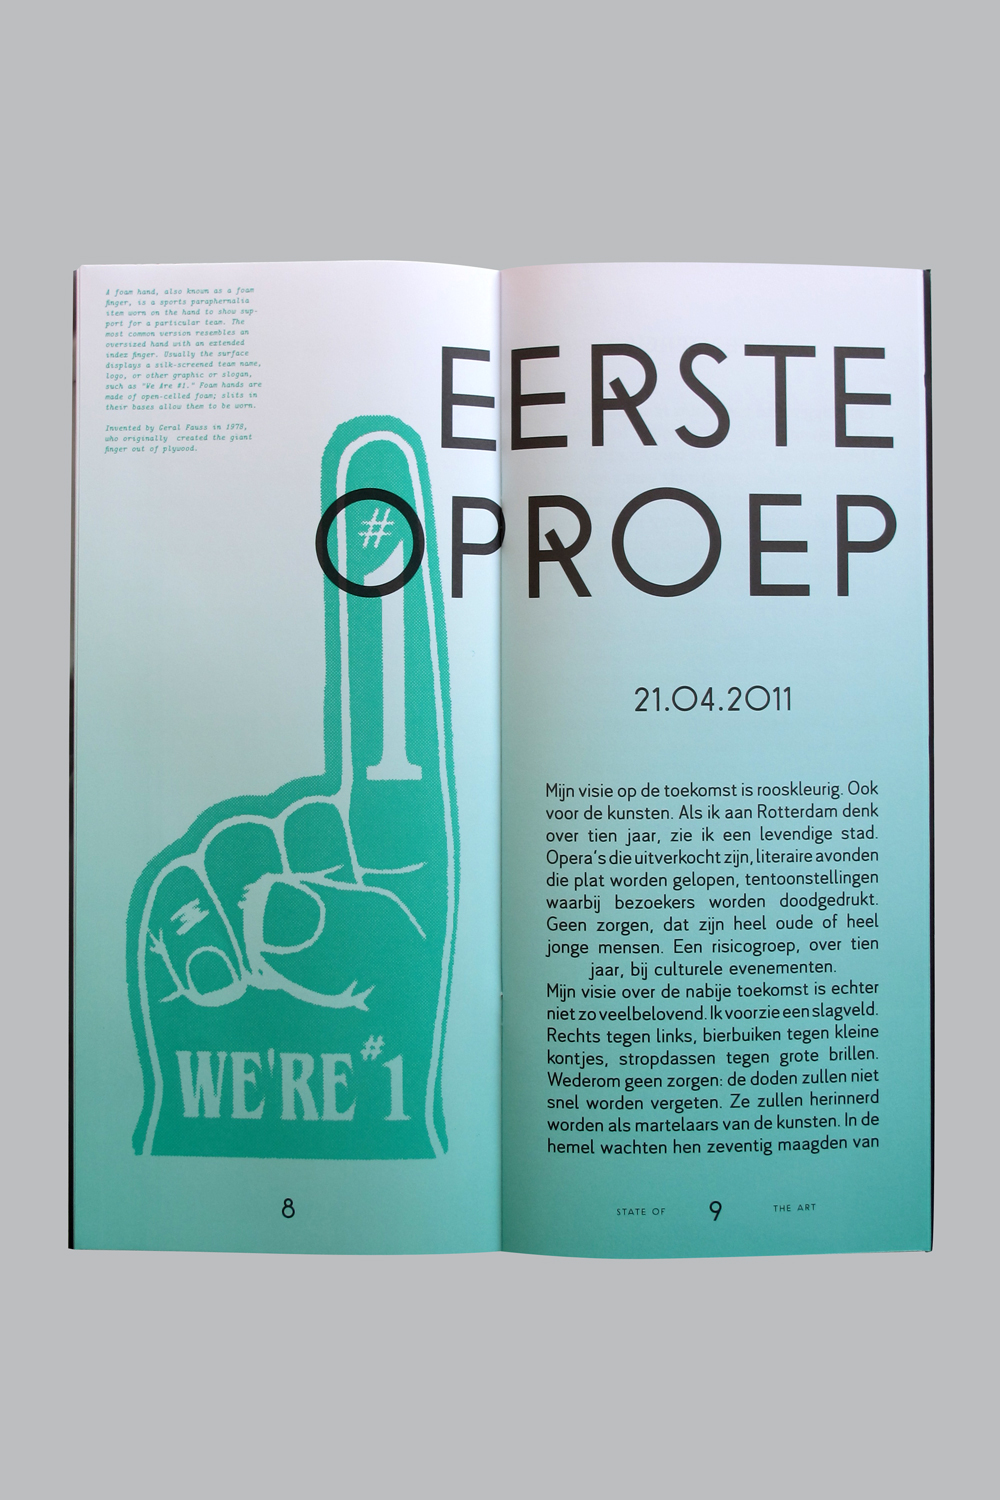 A foam hand, also known as a foam
finger, is a sports paraphernalia
item worn on the hand to show sup-
port for a particular team. The
most common version resembles an
oversized hand with an extended
index finger. Usually the surface
displays a silk-screened team name,
logo, or other graphic or slogan,
such as "We Are #1." Foam hands are
made of open-celled foam; slits in
their bases allow them to be worn.
Invented by Geral Fauss in 1978,
who originally created the giant
finger out of plywood.
#1
WE'RE #1
8
EERSTE
OPROEP
21.04.2011
Mijn visie op de toekomst is rooskleurig. Ook
voor de kunsten. Als ik aan Rotterdam denk
over tien jaar, zie ik een levendige stad.
Opera's die uitverkocht zijn, literaire avonden
die plat worden gelopen, tentoonstellingen
waarbij bezoekers worden doodgedrukt.
Geen zorgen, dat zijn heel oude of heel
jonge mensen. Een risicogroep, over tien
jaar, bij culturele evenementen.
Mijn visie over de nabije toekomst is echter
niet zo veelbelovend. Ik voorzie een slagveld.
Rechts tegen links, bierbuiken tegen kleine
kontjes, stropdassen tegen grote brillen.
Wederom geen zorgen: de doden zullen niet
snel worden vergeten. Ze zullen herinnerd
worden als martelaars van de kunsten. In de
hemel wachten hen zeventig maagden van
STATE OF 9 THE ART